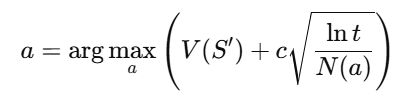 a = arg max_a ( V(S′) + c √( ln t / N(a) ) )